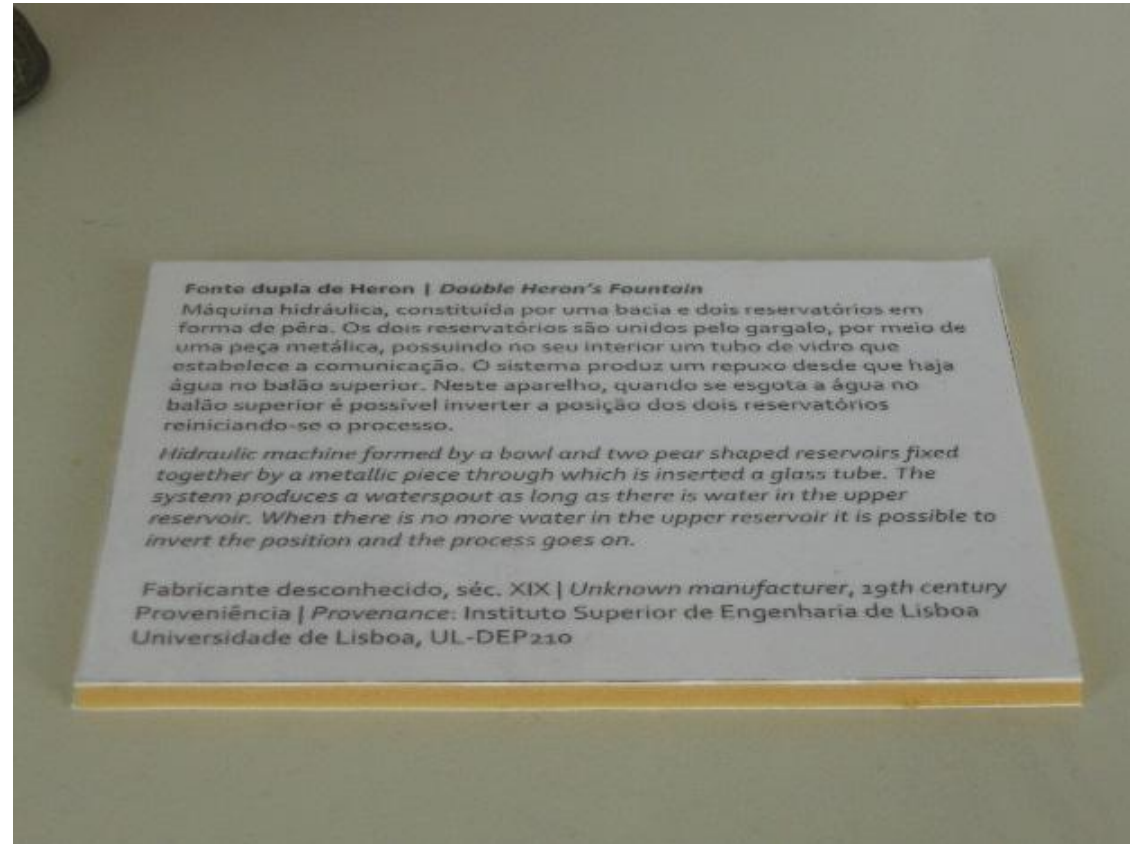 Fonte dupla de Heron | Double Heron's Fountain
Máquina hidráulica, constituída por uma bacia e dois reservatórios em
forma de pêra. Os dois reservatórios são unidos pelo gargalo, por meio de
uma peça metálica, possuindo no seu interior um tubo de vidro que
estabelece a comunicação. O sistema produz um repuxo desde que haja
água no balão superior. Neste aparelho, quando se esgota a água no
balão superior é possível inverter a posição dos dois reservatórios
reiniciando-se o processo.
Hidraulic machine formed by a bowl and two pear shaped reservoirs fixed
together by a metallic piece through which is inserted a glass tube. The
system produces a waterspout as long as there is water in the upper
reservoir. When there is no more water in the upper reservoir it is possible to
invert the position and the process goes on.
Fabricante desconhecido, séc. XIX | Unknown manufacturer, 19th century
Proveniência | Provenance: Instituto Superior de Engenharia de Lisboa
Universidade de Lisboa, UL-DEP210